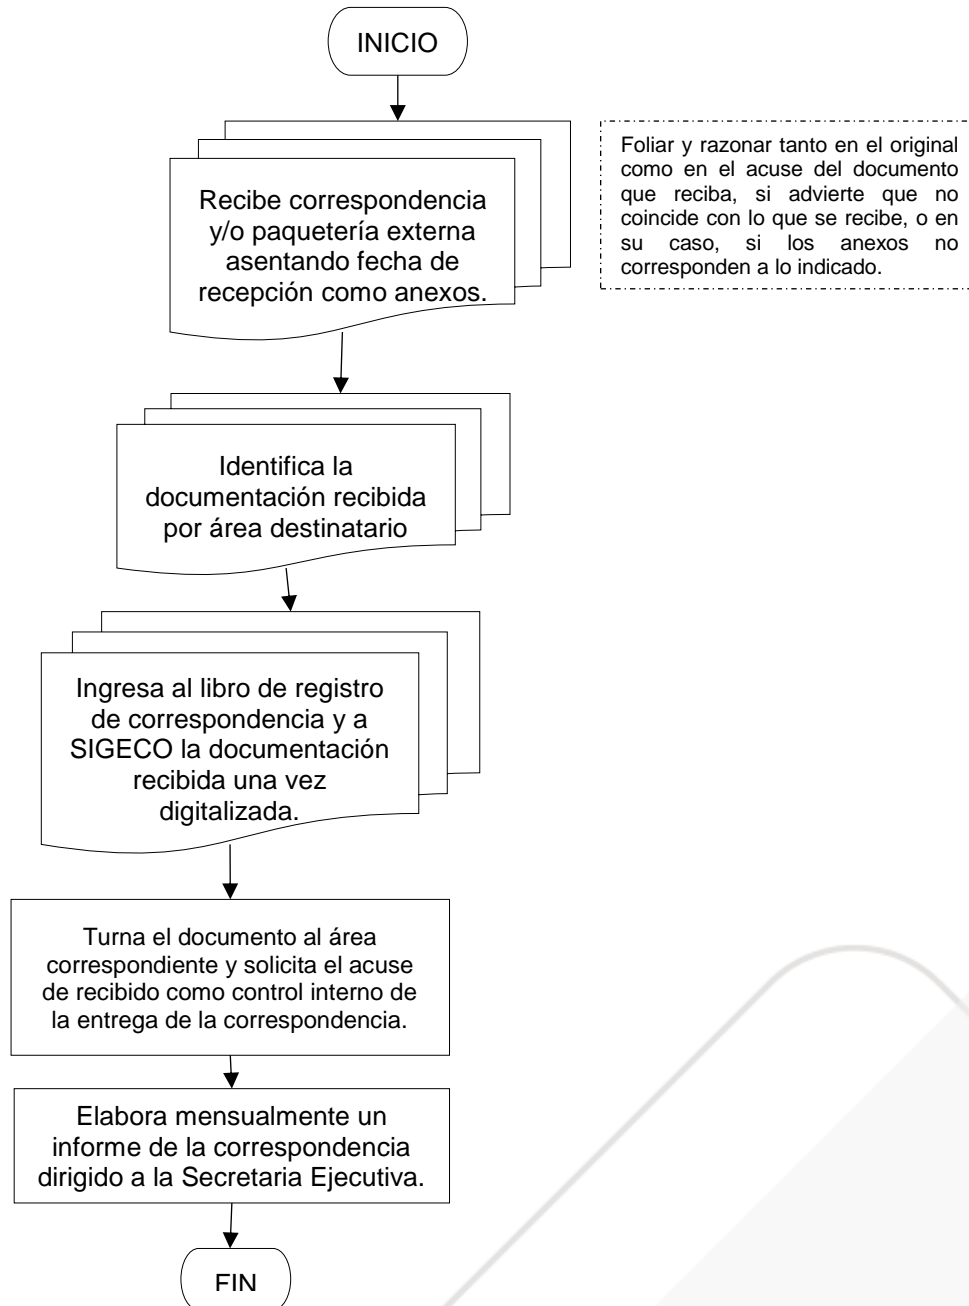 INICIO
Recibe correspondencia
y/o paquetería externa
asentando fecha de
recepción como anexos.
Foliar y razonar tanto en el original
como en el acuse del documento
que reciba, si advierte que no
coincide con lo que se recibe, o en
su caso, si los anexos no
corresponden a lo indicado.
Identifica la
documentación recibida
por área destinatario
Ingresa al libro de registro
de correspondencia y a
SIGECO la documentación
recibida una vez
digitalizada.
Turna el documento al área
correspondiente y solicita el acuse
de recibido como control interno de
la entrega de la correspondencia.
Elabora mensualmente un
informe de la correspondencia
dirigido a la Secretaria Ejecutiva.
FIN